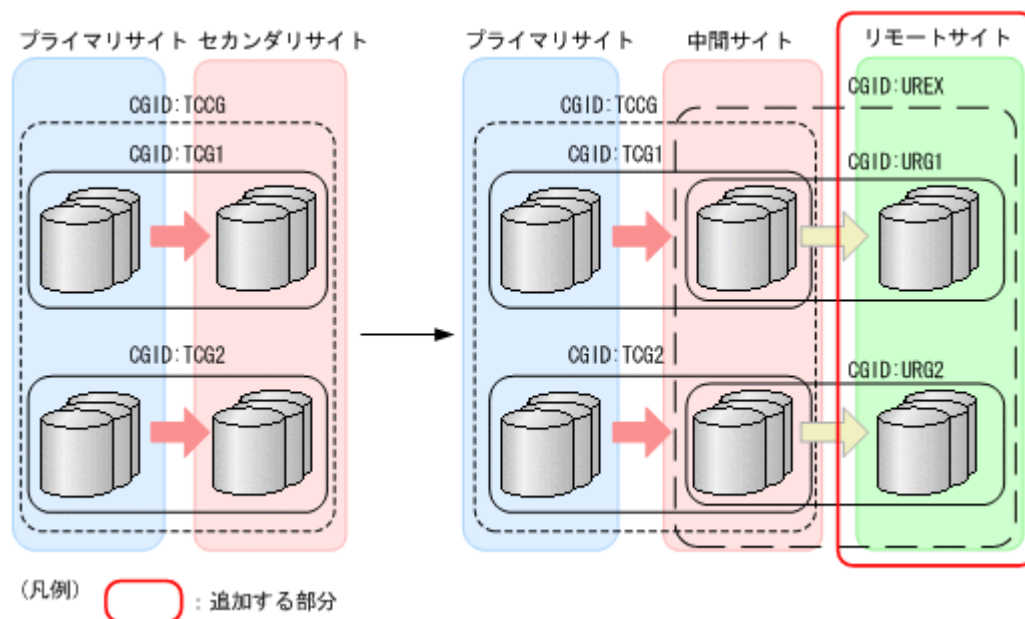 プライマリサイト セカンダリサイト
CGID:TCCG
CGID:TCG1
CGID:TCG2
プライマリサイト 中間サイト リモートサイト
CGID:UREX
CGID:TCCG
CGID:TCG1
CGID:URG1
CGID:TCG2
CGID:URG2
(凡例)
:追加する部分